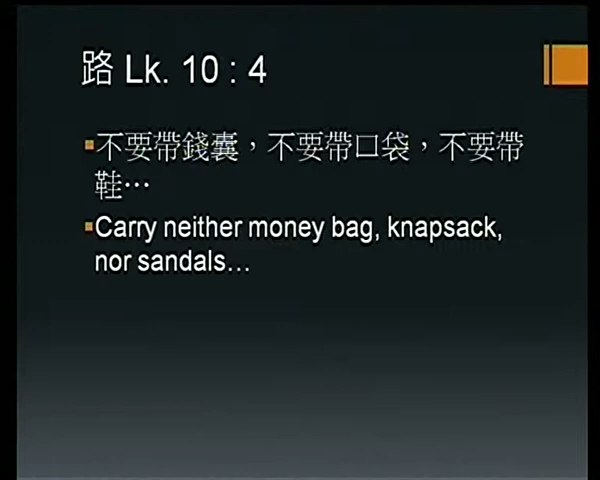 路 Lk. 10 : 4
不要帶錢囊，不要帶口袋，不要帶
鞋…
Carry neither money bag, knapsack,
nor sandals…